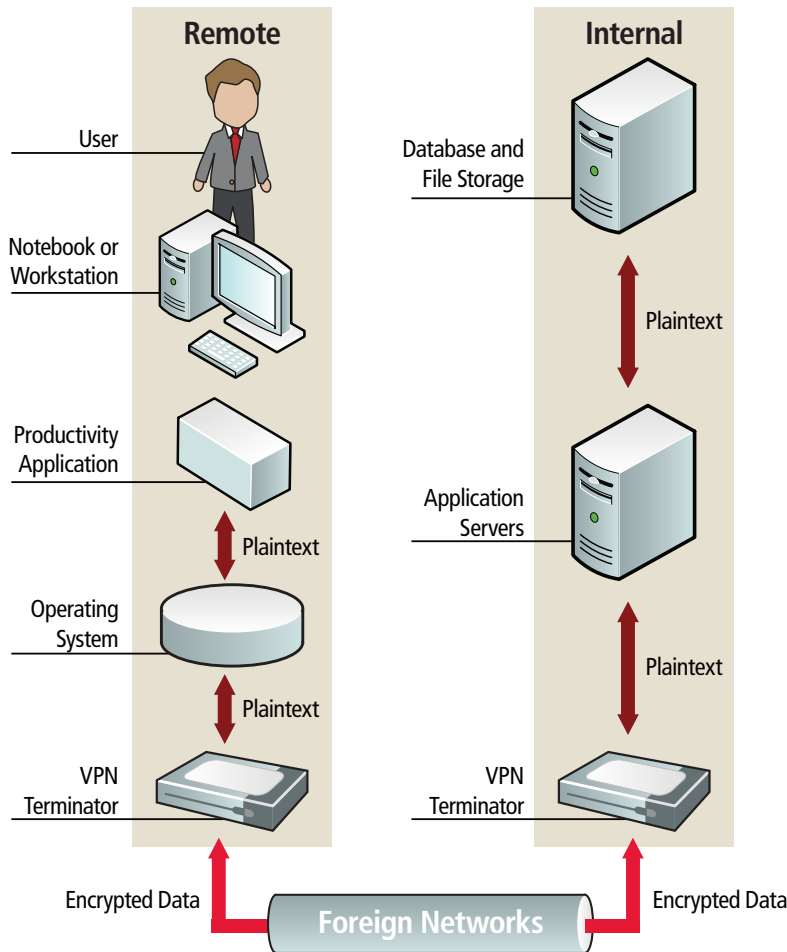 Remote
User
Notebook or
Workstation
Productivity
Application
Plaintext
Operating
System
Plaintext
VPN
Terminator
Encrypted Data
Foreign Networks
Internal
Database and
File Storage
Plaintext
Application
Servers
Plaintext
VPN
Terminator
Encrypted Data